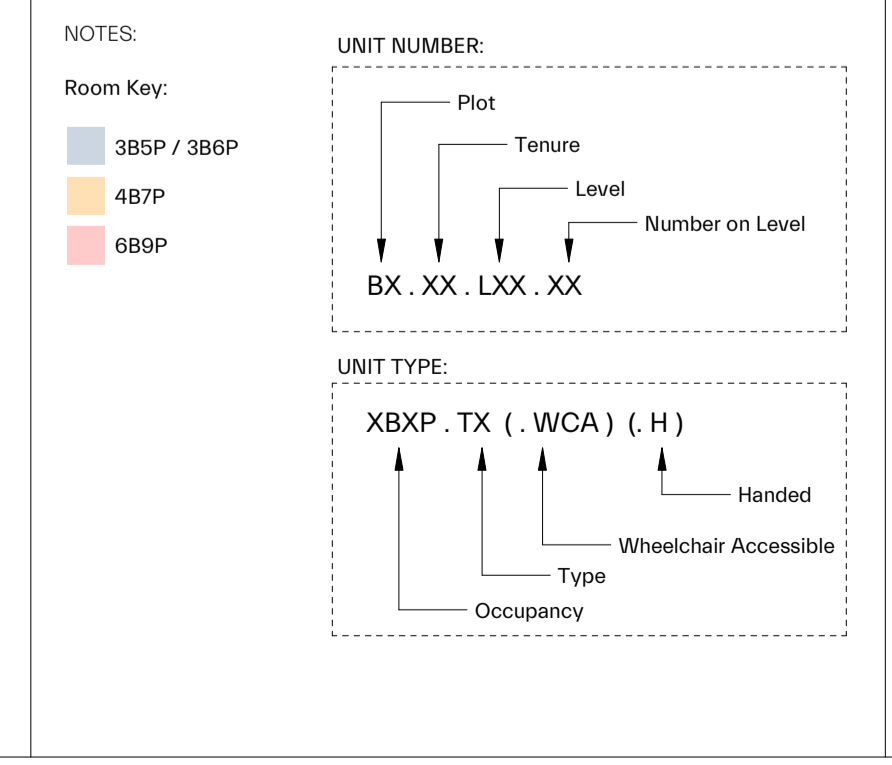 NOTES:
Room Key:
3B5P / 3B6P
4B7P
6B9P
UNIT NUMBER:
Plot
Tenure
Level
Number on Level
BX . XX . LXX . XX
UNIT TYPE:
XBXP . TX ( . WCA ) (. H )
Handed
Wheelchair Accessible
Type
Occupancy